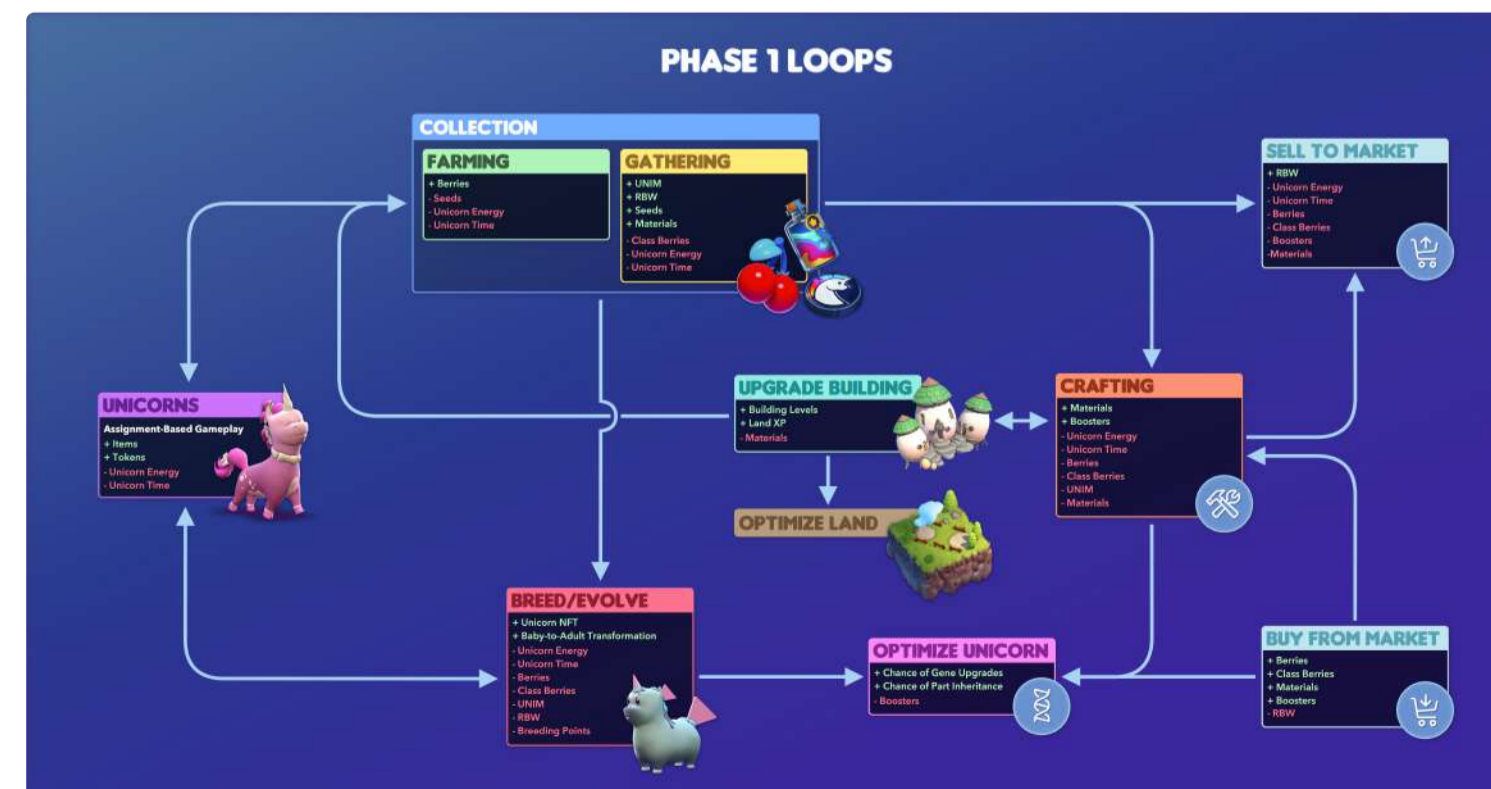 PHASE 1 LOOPS
COLLECTION
FARMING
+ Berries
- Seeds
- Unicorn Energy
- Unicorn Time
GATHERING
+ UNIM
+ RBW
+ Seeds
+ Materials
- Class Berries
- Unicorn Energy
- Unicorn Time
SELL TO MARKET
+ RBW
- Unicorn Energy
- Unicorn Time
- Berries
- Class Berries
- Boosters
-Materials
UNICORNS
Assignment-Based Gameplay
+ Items
+ Tokens
- Unicorn Energy
- Unicorn Time
UPGRADE BUILDING
+ Building Levels
+ Land XP
- Materials
CRAFTING
+ Materials
+ Boosters
- Unicorn Energy
- Unicorn Time
- Berries
- Class Berries
- UNIM
- Materials
OPTIMIZE LAND
BREED/EVOLVE
+ Unicorn NFT
+ Baby-to-Adult Transformation
- Unicorn Energy
- Unicorn Time
- Berries
- Class Berries
- UNIM
- RBW
- Breeding Points
OPTIMIZE UNICORN
+ Chance of Gene Upgrades
+ Chance of Part Inheritance
- Boosters
BUY FROM MARKET
+ Berries
+ Class Berries
+ Materials
+ Boosters
- RBW